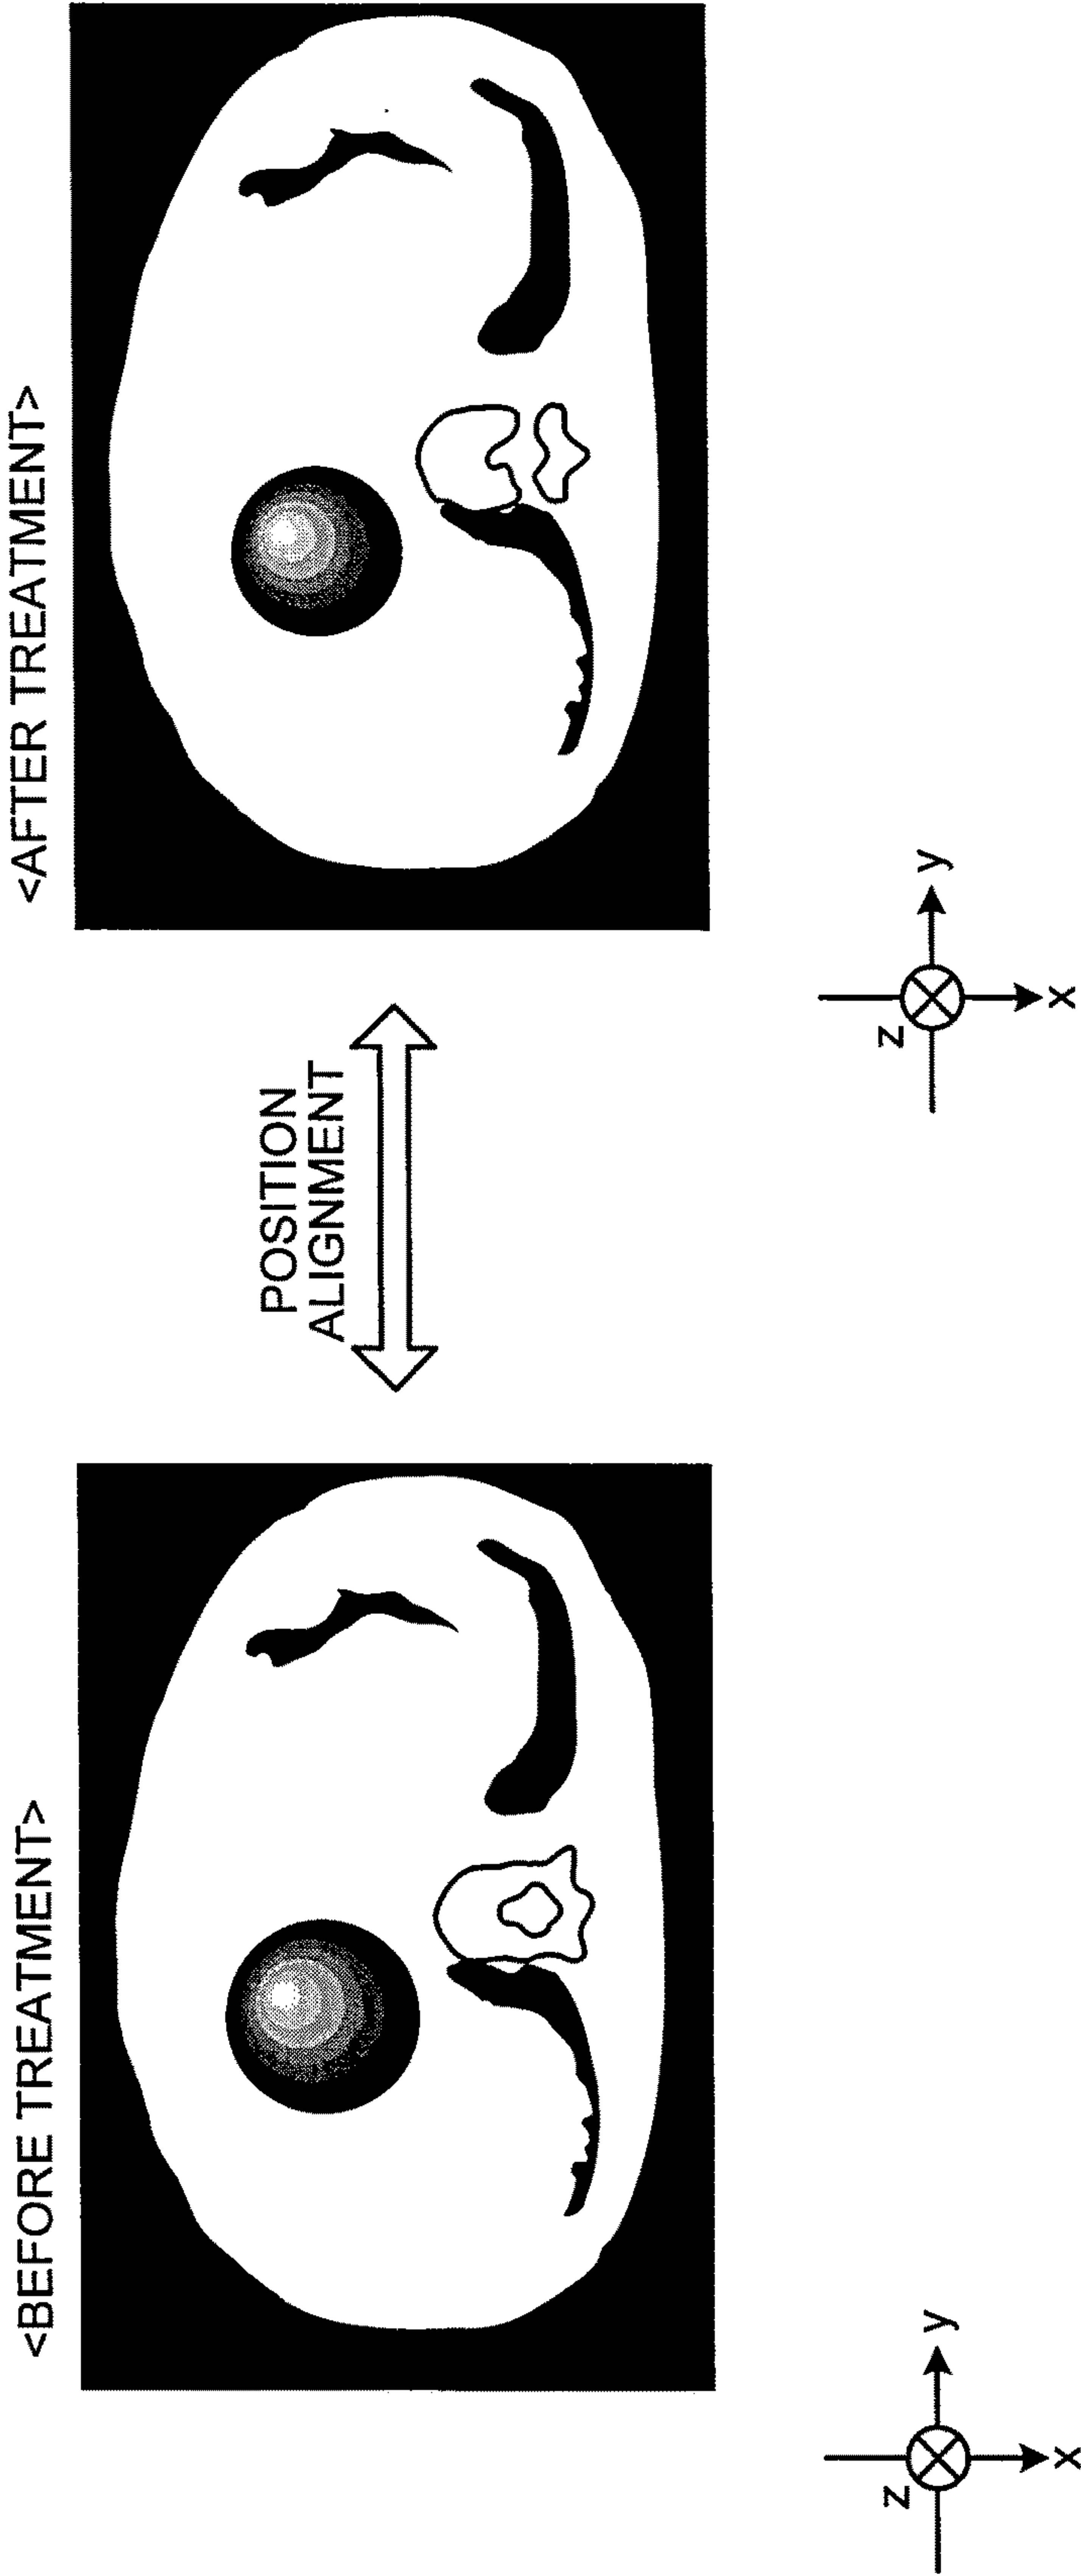 <BEFORE TREATMENT>
<AFTER TREATMENT>
POSITION
ALIGNMENT
z
y
x
z
y
x